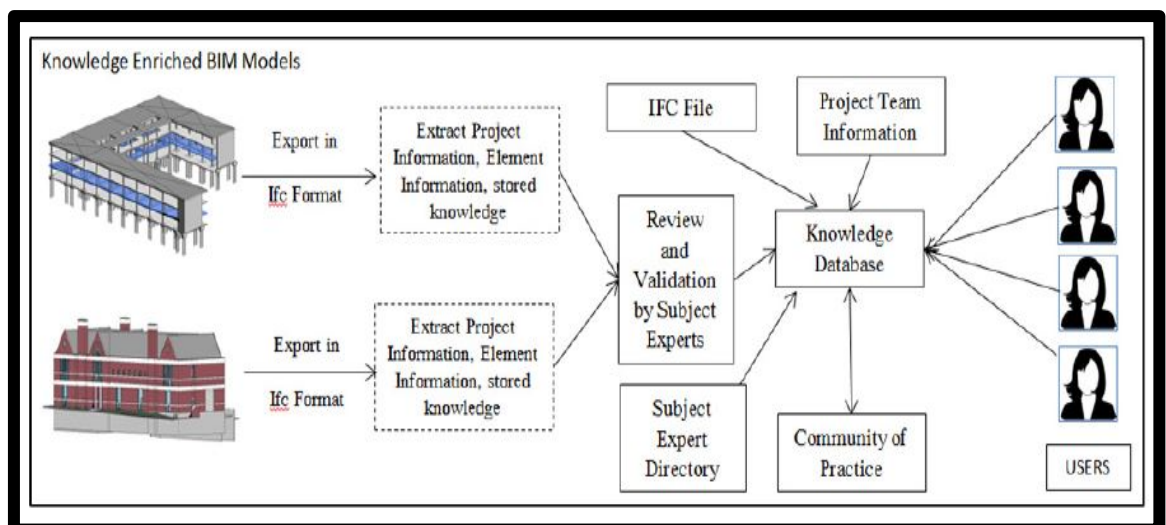 Knowledge Enriched BIM Models
Export in
Ifc Format
Extract Project
Information, Element
Information, stored
knowledge
Export in
Ifc Format
Extract Project
Information, Element
Information, stored
knowledge
Review
and
Validation
by Subject
Experts
IFC File
Project Team
Information
Knowledge
Database
Subject
Expert
Directory
Community of
Practice
USERS